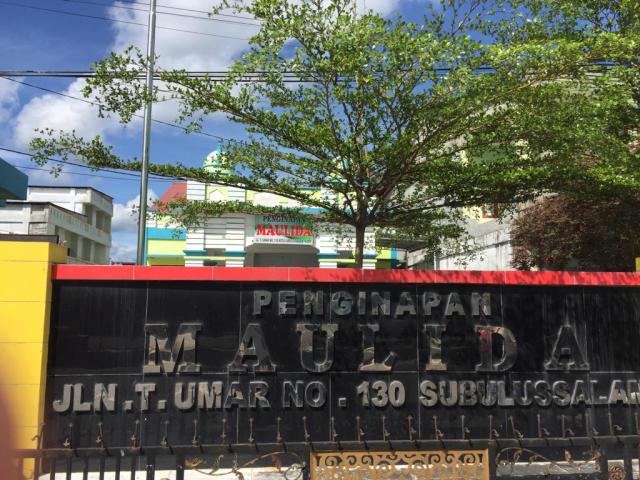 PENGINAPAN
MAULIDA
PENGINAPAN
MAULIDA
JLN.T. UMAR NO. 130 SUBULUSSALAM